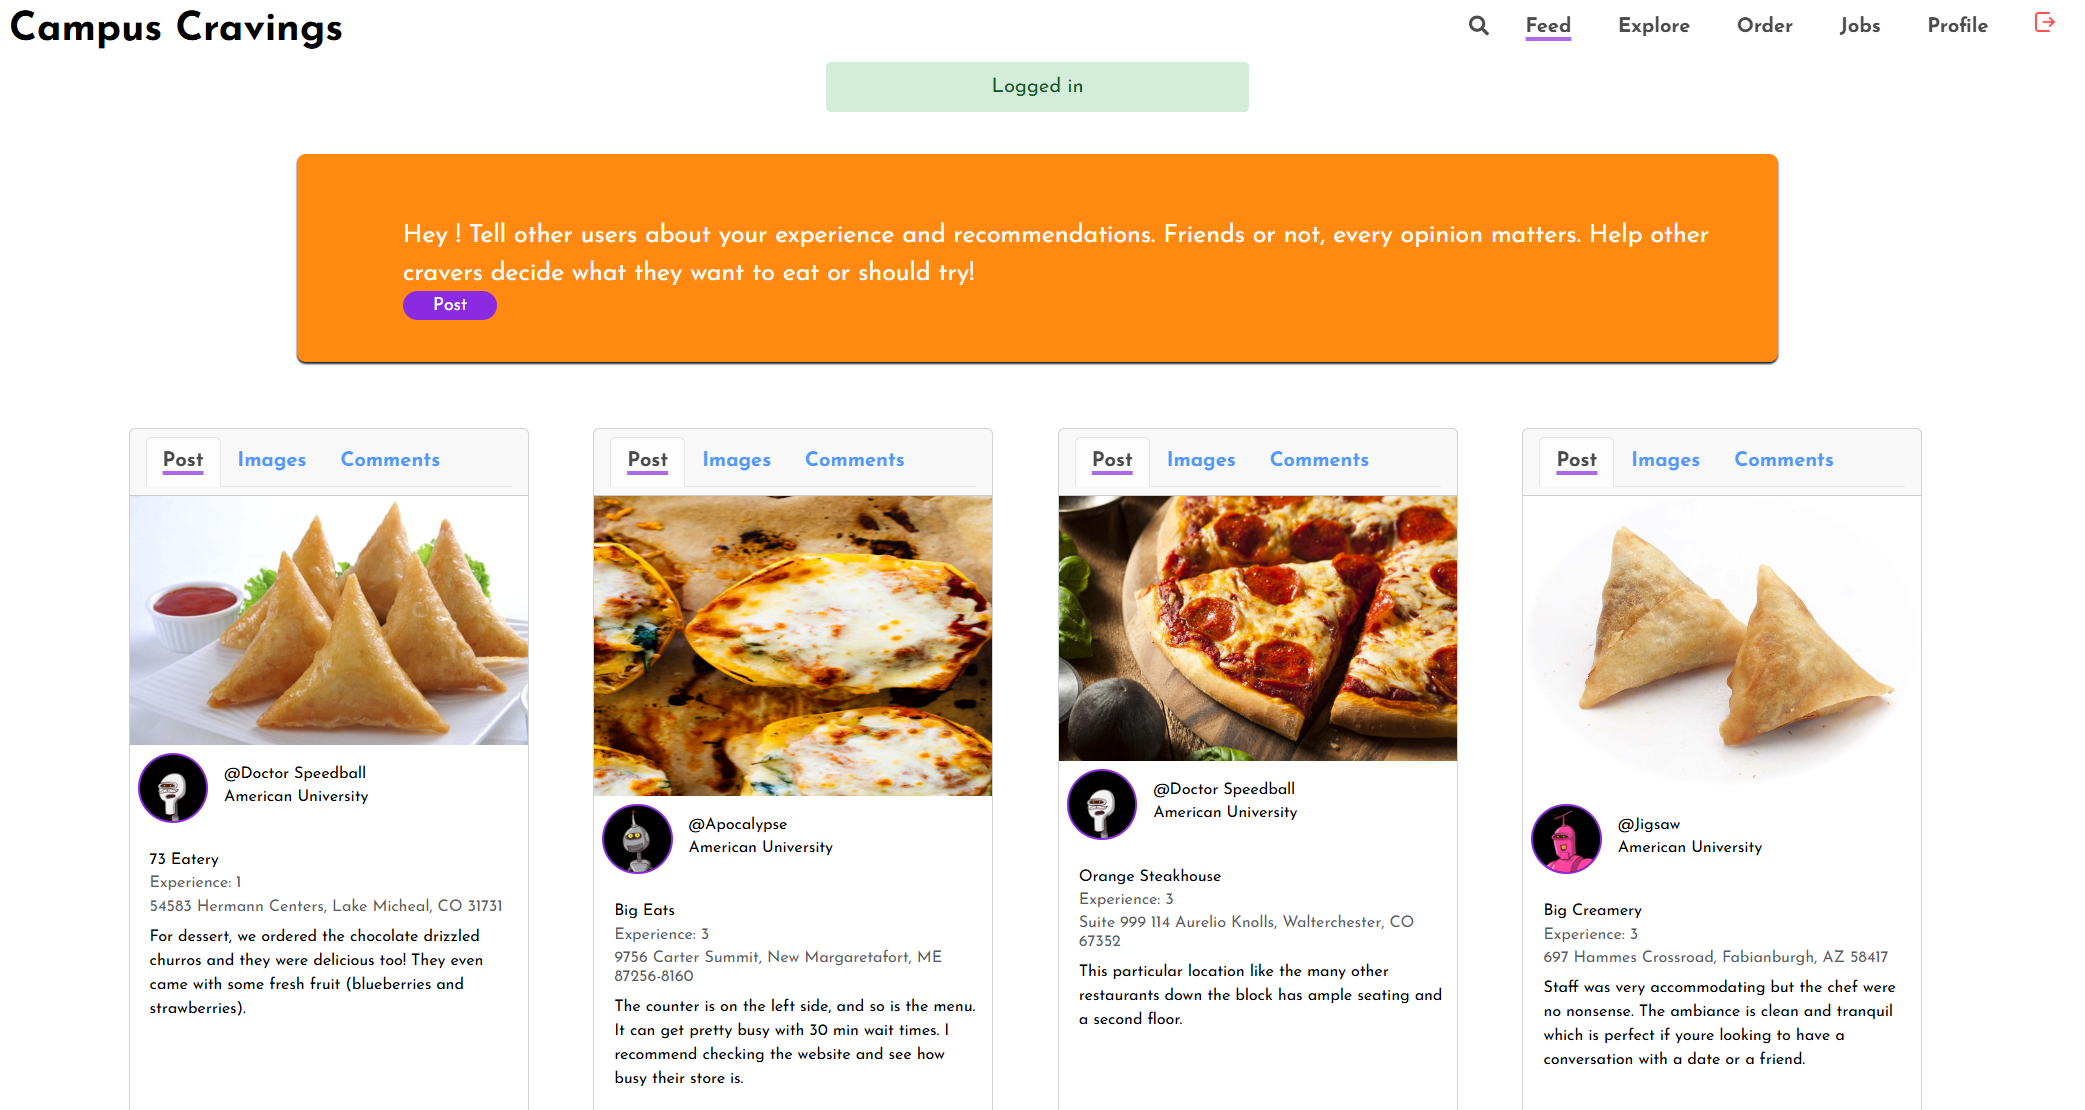 Campus Cravings
Feed
Explore
Order
Jobs
Profile
Logged in
Hey ! Tell other users about your experience and recommendations. Friends or not, every opinion matters. Help other
cravers decide what they want to eat or should try!
Post
Post
Images
Comments
@Doctor Speedball
American University
73 Eatery
Experience: 1
54583 Hermann Centers, Lake Micheal, CO 31731
For dessert, we ordered the chocolate drizzled
churros and they were delicious too! They even
came with some fresh fruit (blueberries and
strawberries).
Post
Images
Comments
@Apocalypse
American University
Big Eats
Experience: 3
9756 Carter Summit, New Margaretafort, ME
87256-8160
The counter is on the left side, and so is the menu.
It can get pretty busy with 30 min wait times. I
recommend checking the website and see how
busy their store is.
Post
Images
Comments
@Doctor Speedball
American University
Orange Steakhouse
Experience: 3
Suite 999 114 Aurelio Knolls, Walterchester, CO
67352
This particular location like the many other
restaurants down the block has ample seating and
a second floor.
Post
Images
Comments
@Jigsaw
American University
Big Creamery
Experience: 3
697 Hammes Crossroad, Fabianburgh, AZ 58417
Staff was very accommodating but the chef were
no nonsense. The ambiance is clean and tranquil
which is perfect if youre looking to have a
conversation with a date or a friend.